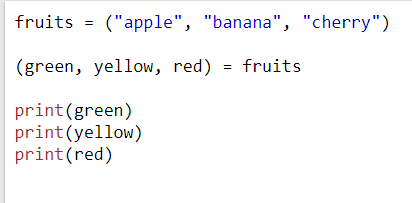 fruits = ("apple", "banana", "cherry")
(green, yellow, red) = fruits
print(green)
print(yellow)
print(red)